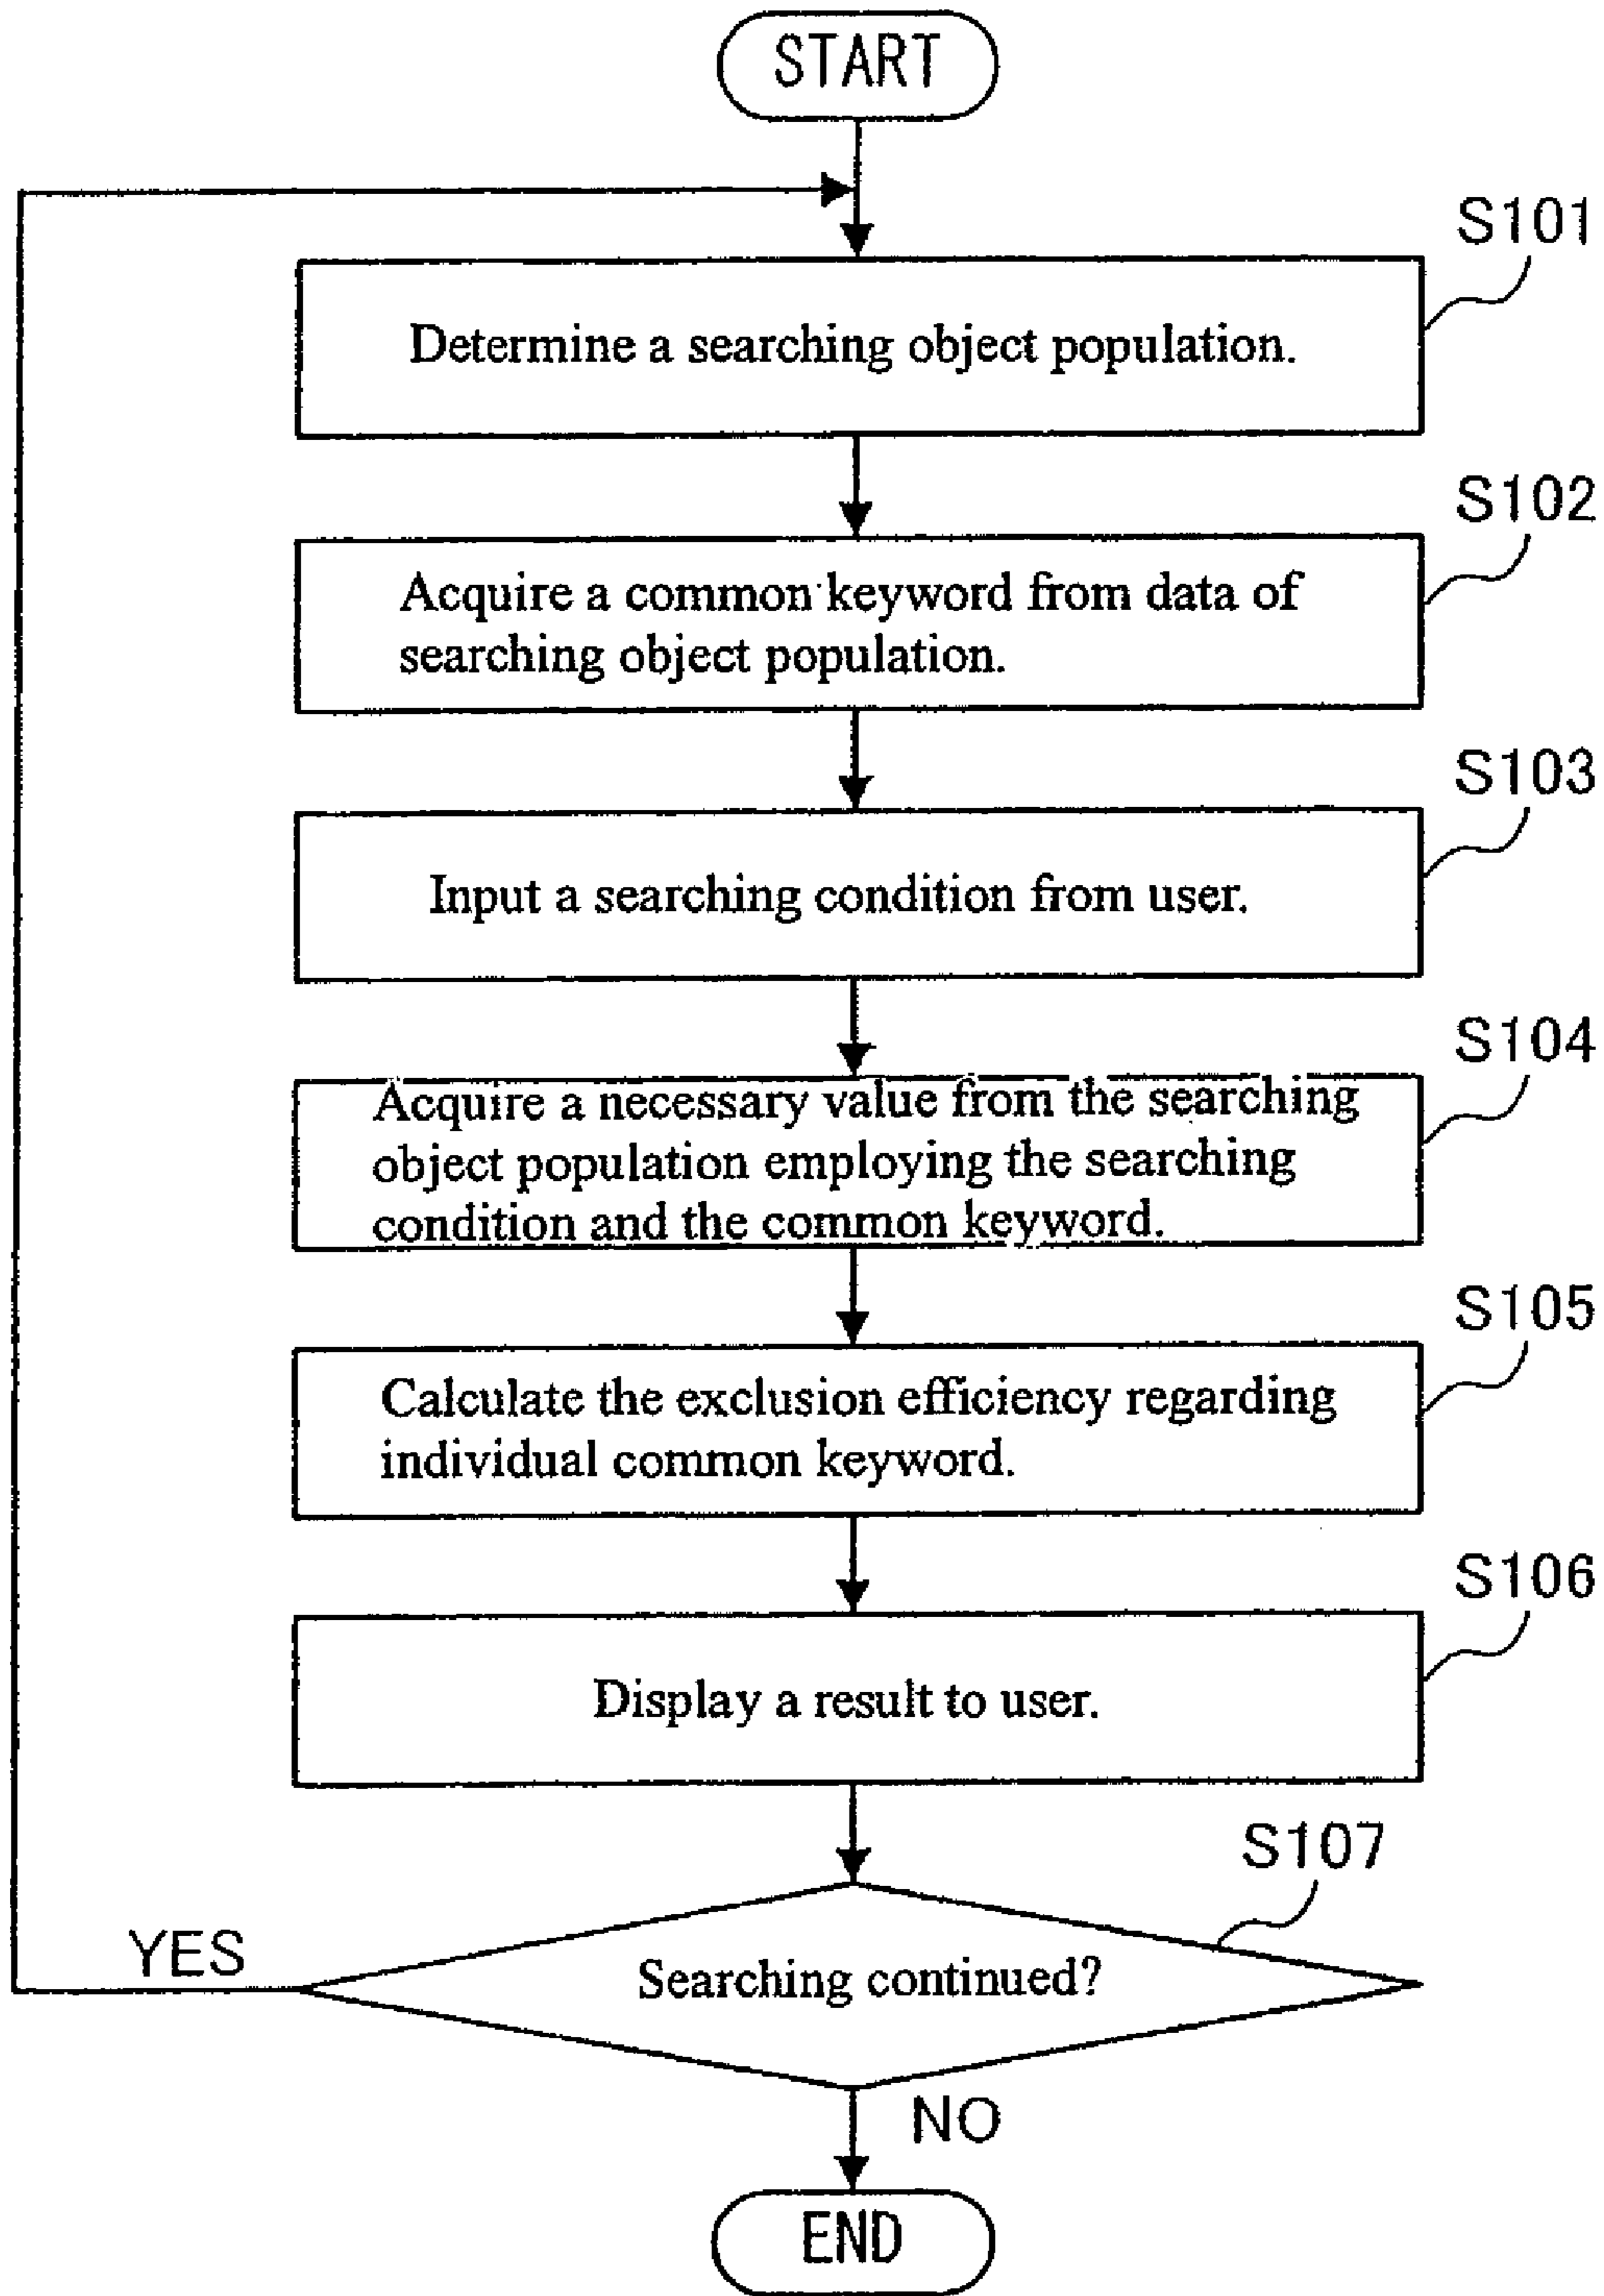 START
S101
Determine a searching object population.
S102
Acquire a common keyword from data of
searching object population.
S103
Input a searching condition from user.
S104
Acquire a necessary value from the searching
object population employing the searching
condition and the common keyword.
S105
Calculate the exclusion efficiency regarding
individual common keyword.
S106
Display a result to user.
S107
YES
Searching continued?
NO
END